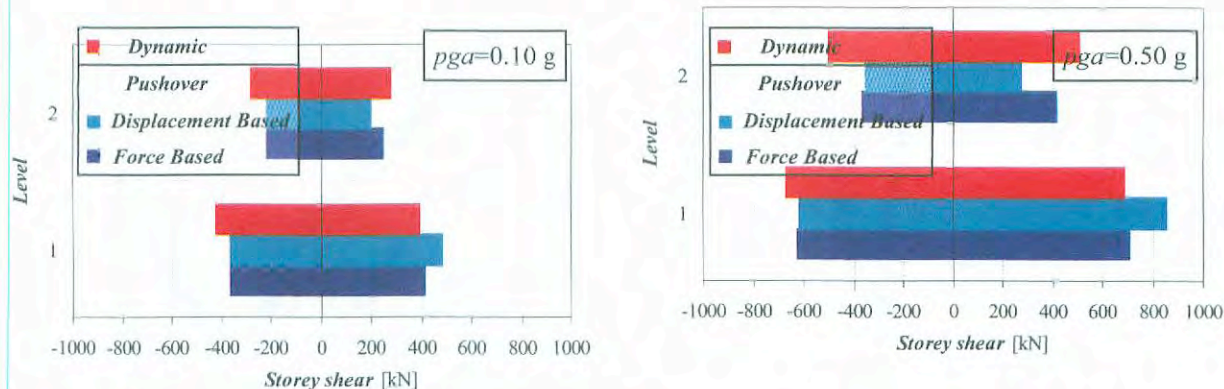 Dynamic
Pushover
Displacement Based
Force Based
pga=0.10 g
2
1
Level
-1000 -800 -600 -400 -200 0 200 400 600 800 1000
Storey shear [kN]
Dynamic
Pushover
Displacement Based
Force Based
pga=0.50 g
2
1
Level
-1000 -800 -600 -400 -200 0 200 400 600 800 1000
Storey shear [kN]